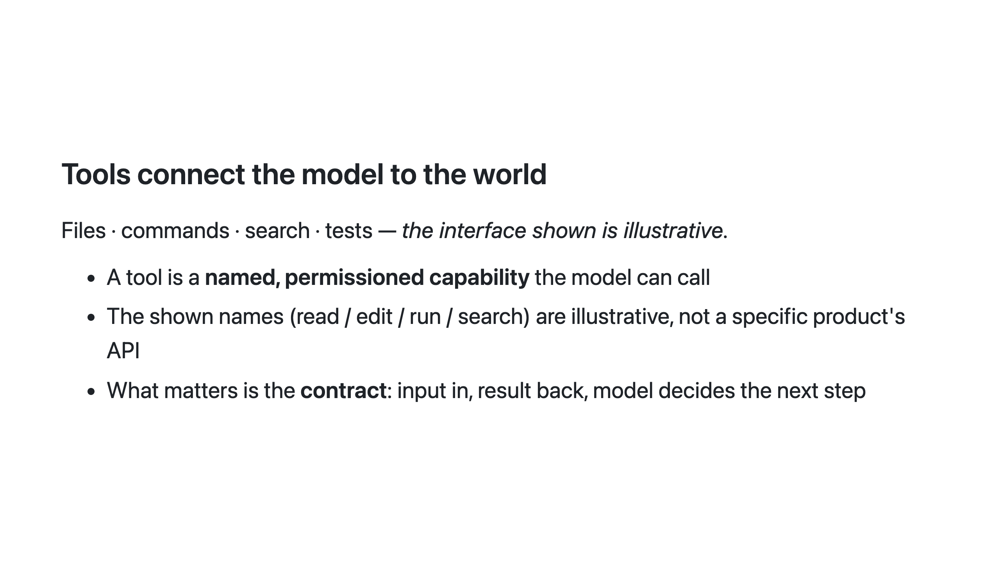 Tools connect the model to the world
Files · commands · search · tests — the interface shown is illustrative.
• A tool is a named, permissioned capability the model can call
• The shown names (read / edit / run / search) are illustrative, not a specific product's
API
• What matters is the contract: input in, result back, model decides the next step